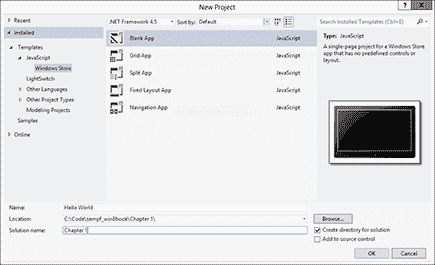 New Project
Recent
Installed
Templates
JavaScript
Windows Store
LightSwitch
Other Languages
Other Project Types
Modeling Projects
Samples
Online
.NET Framework 4.5
Sort by:
Default
Blank App
JavaScript
Grid App
JavaScript
Split App
JavaScript
Fixed Layout App
JavaScript
Navigation App
JavaScript
Search Installed Templates (Ctrl+E)
Type: JavaScript
A single-page project for a Windows Store
app that has no predefined controls or
layout.
Name:
Hello World
Location:
C:\Code\sempf_win8book\Chapter 1\
Browse...
Solution name:
Chapter 1
Create directory for solution
Add to source control
OK
Cancel